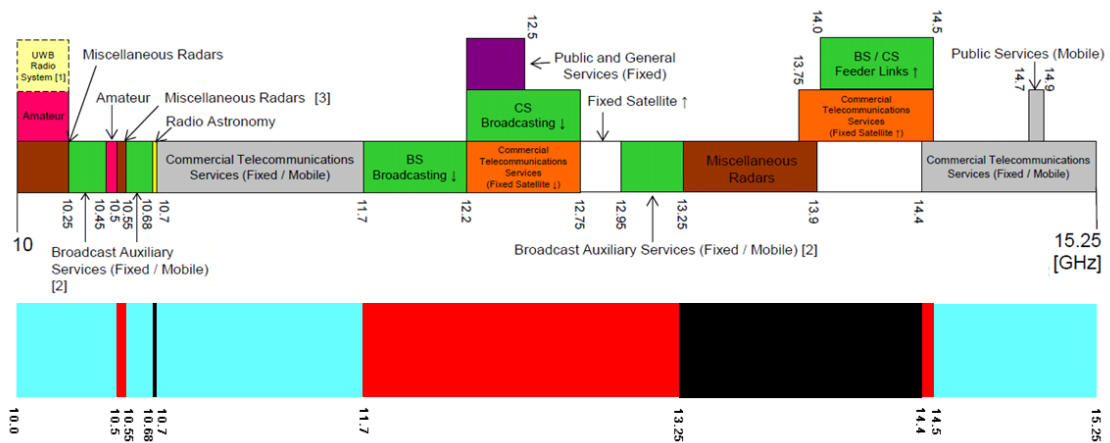 12.5
14.0
14.5
UWB
Radio
System [1]
Miscellaneous Radars
Public and General
Services (Fixed)
13.75
BS / CS
Feeder Links ↑
Public Services (Mobile)
14.7
14.9
Amateur
Amateur
Miscellaneous Radars [3]
Radio Astronomy
CS
Broadcasting ↓
Fixed Satellite ↑
Commercial
Telecommunications
Services
(Fixed Satellite ↑)
Commercial Telecommunications
Services (Fixed / Mobile)
BS
Broadcasting ↓
Commercial
Telecommunications
Services
(Fixed Satellite ↓)
Miscellaneous
Radars
Commercial Telecommunications
Services (Fixed / Mobile)
10
10.25
10.45
10.5
10.55
10.68
10.7
11.7
12.2
12.75
12.95
13.25
13.9
14.4
15.25
[GHz]
Broadcast Auxiliary
Services (Fixed / Mobile)
[2]
Broadcast Auxiliary Services (Fixed / Mobile) [2]
10.0
10.5
10.55
10.68
10.7
11.7
13.25
14.4
14.5
15.25